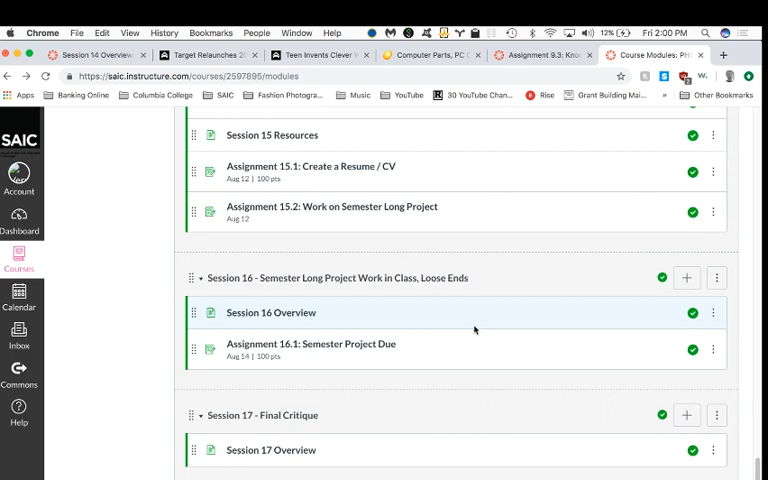 Chrome File Edit View History Bookmarks People Window Help 12% Fri 2:00 PM
Session 14 Overview Target Relaunches 20 Teen Invents Clever W Computer Parts, PC C Assignment 9.3: Kno Course Modules: PH
https://saic.instructure.com/courses/2597895/modules
Apps Banking Online Columbia College SAIC Fashion Photogra... Music YouTube 30 YouTube Chan... Rise Grant Building Mai... » Other Bookmarks
SAIC
Account
Dashboard
Courses
Calendar
Inbox
Commons
Help
Session 15 Resources
Assignment 15.1: Create a Resume / CV
Aug 12 | 100 pts
Assignment 15.2: Work on Semester Long Project
Aug 12
Session 16 - Semester Long Project Work in Class, Loose Ends
Session 16 Overview
Assignment 16.1: Semester Project Due
Aug 14 | 100 pts
Session 17 - Final Critique
Session 17 Overview